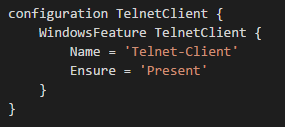 configuration TelnetClient {
    WindowsFeature TelnetClient {
        Name = 'Telnet-Client'
        Ensure = 'Present'
    }
}